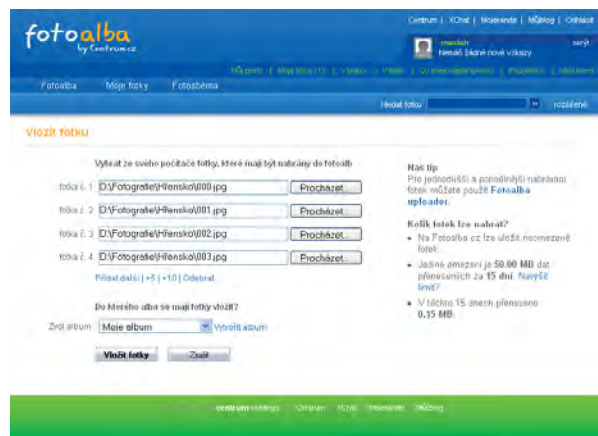 Centrum | XChat | Mojerande | Můjblog | Odhlásit
fotoalba
by Centrum.cz
skrýt
Nemáš žádné nové vzkazy
Fotoalba Moje fotky Fotosběrna
Hledat fotku rozšířené
Vložit fotku
Vybrat ze svého počítače fotky, které mají být nahrány do fotoalb
fotka č. 1 D:\Fotografie\Hřensko\000.jpg Procházet...
fotka č. 2 D:\Fotografie\Hřensko\001.jpg Procházet...
fotka č. 3 D:\Fotografie\Hřensko\002.jpg Procházet...
fotka č. 4 D:\Fotografie\Hřensko\003.jpg Procházet...
Přidat další | +5 | +10 | Odebrat
Do kterého alba se mají fotky vložit?
Zvol album Moje album Vytvořit album
Vložit fotky Zrušit
Náš tip
Pro jednodušší a pohodlnější nahrávání
fotek můžete použít Fotoalba
uploader.
Kolik fotek lze nahrát?
• Na Fotoalba.cz lze uložit neomezeně
fotek.
• Jediné omezení je 50.00 MB dat
přenesených za 15 dní. Navýšit
limit?
• V těchto 15 dnech přeneseno
0.15 MB.
centrum holdings Centrum XChat Mojerande Můjblog